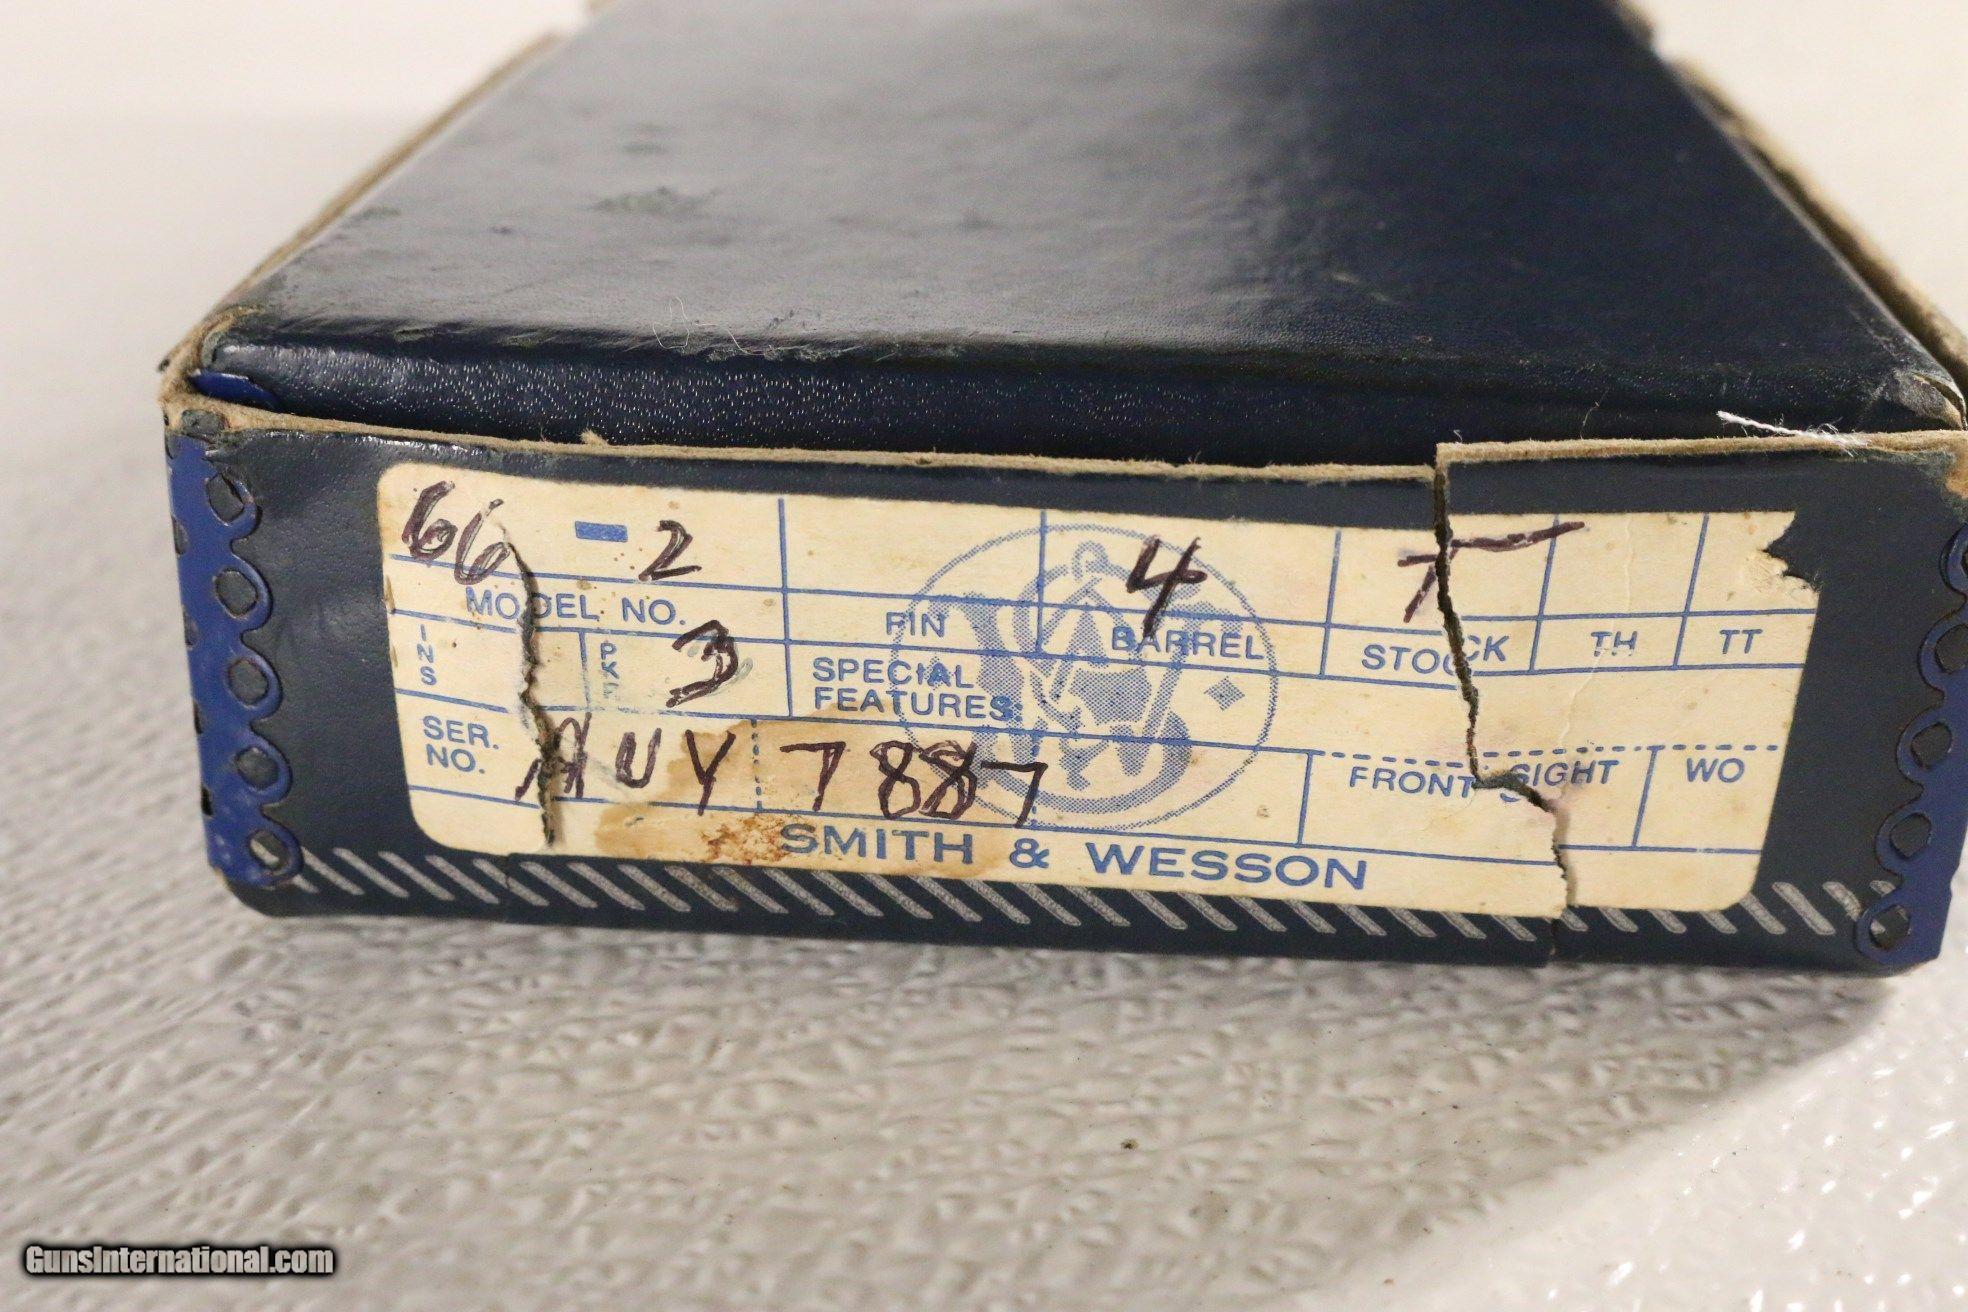 66 - 2 4 T
MODEL NO. FIN BARREL STOCK TH TT
INS PKR 3 SPECIAL
FEATURES
SER.
NO. AUY 7887 FRONT SIGHT WO
SMITH & WESSON
GunsInternational.com